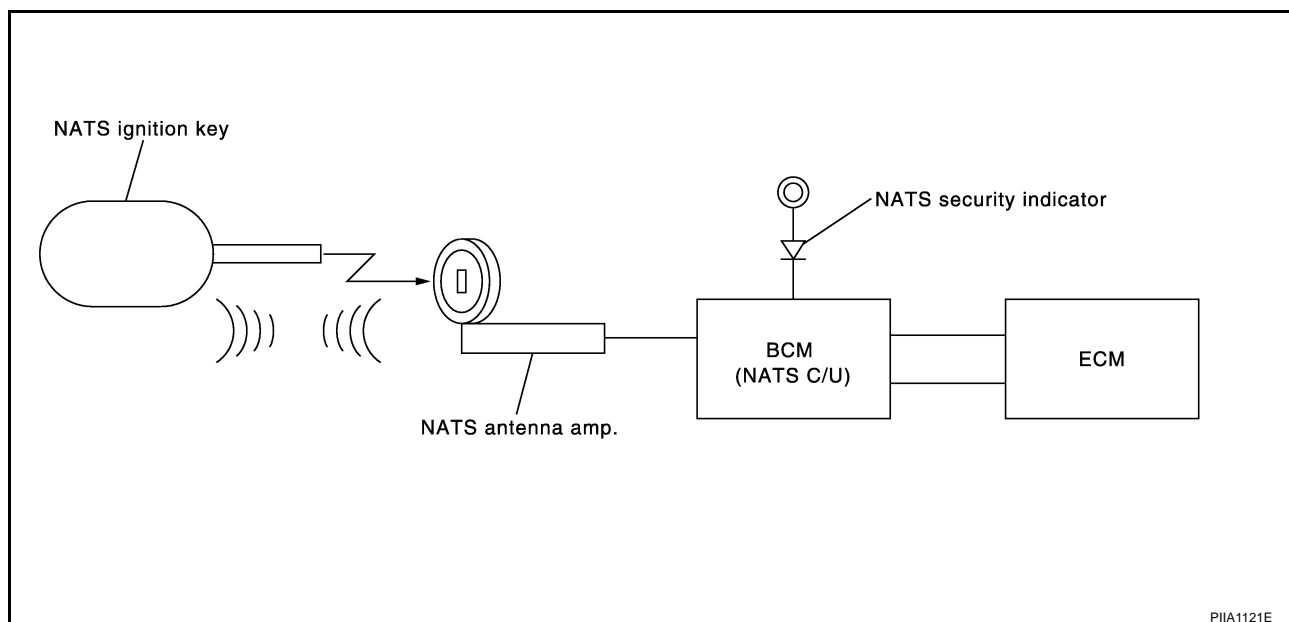 NATS ignition key
NATS security indicator
BCM
(NATS C/U)
ECM
NATS antenna amp.
PIIA1121E